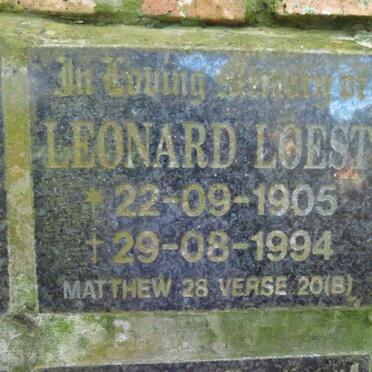 In Loving Memory of
LEONARD LOEST
* 22-09-1905
† 29-08-1994
MATTHEW 28 VERSE 20(B)